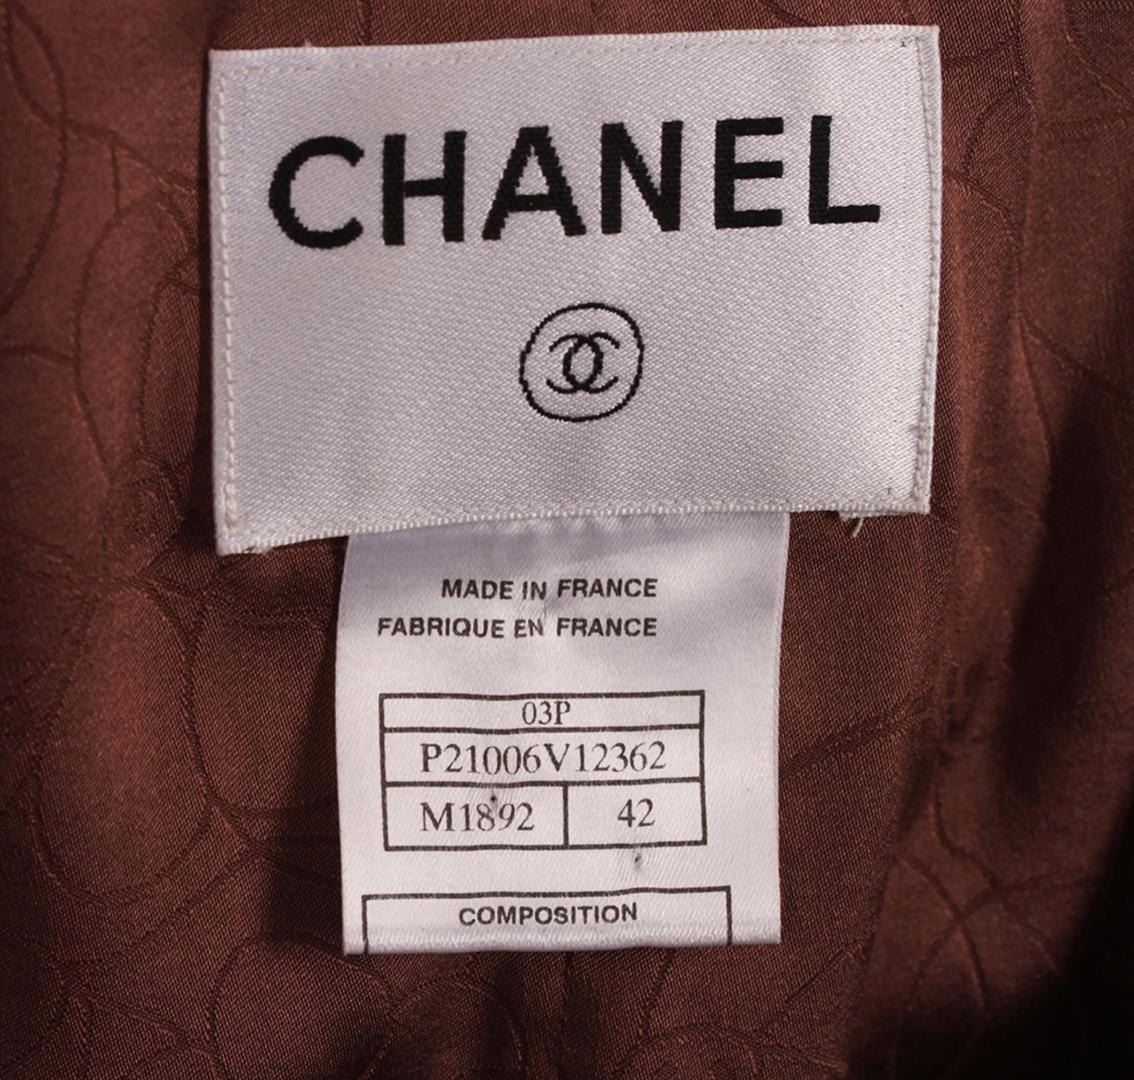 CHANEL
MADE IN FRANCE
FABRIQUE EN FRANCE
03P
P21006V12362
M1892 42
COMPOSITION